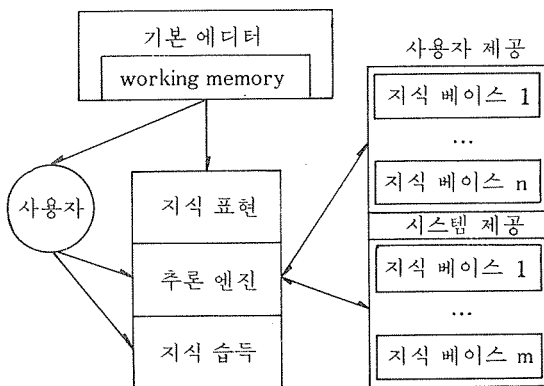 기본 에디터
working memory
사용자
지식 표현
추론 엔진
지식 습득
사용자 제공
지식 베이스 1
...
지식 베이스 n
시스템 제공
지식 베이스 1
...
지식 베이스 m